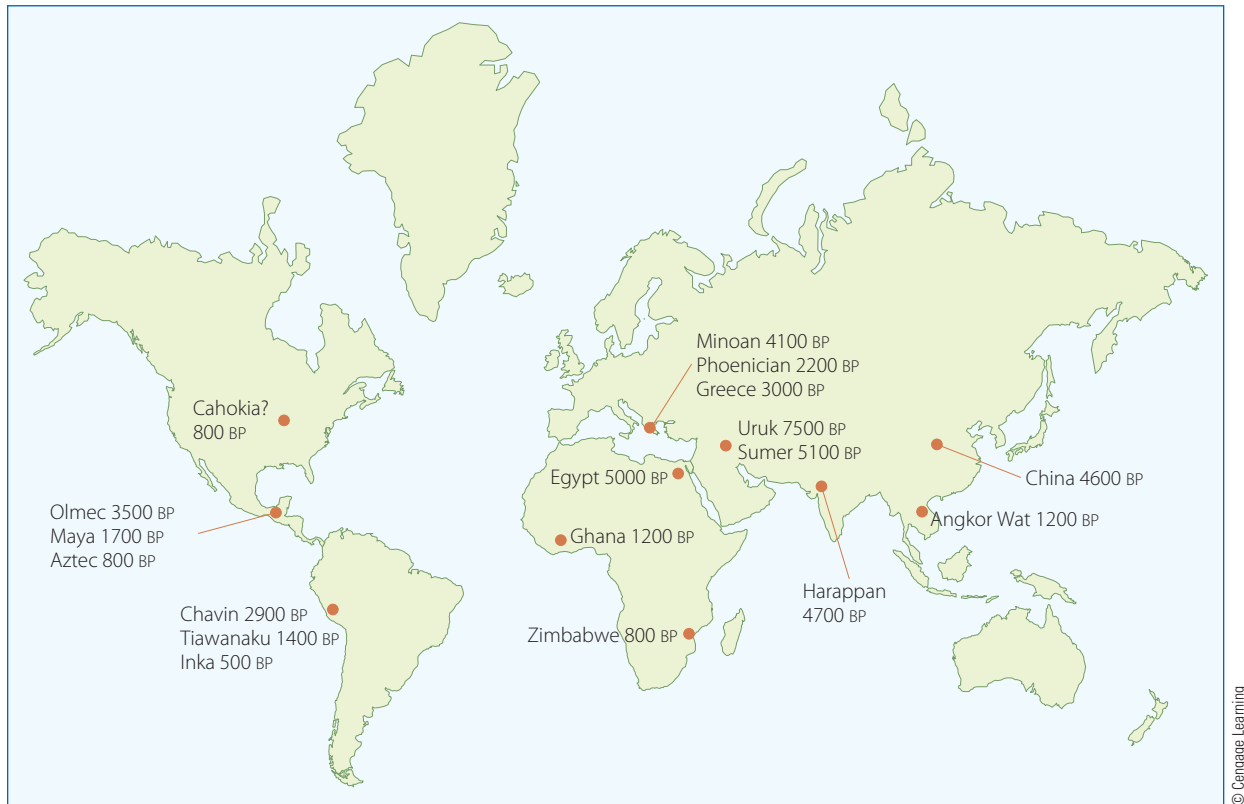 Minoan 4100 BP
Phoenician 2200 BP
Greece 3000 BP
Cahokia?
800 BP
Uruk 7500 BP
Sumer 5100 BP
Egypt 5000 BP
China 4600 BP
Olmec 3500 BP
Maya 1700 BP
Aztec 800 BP
Ghana 1200 BP
Angkor Wat 1200 BP
Harappan
4700 BP
Chavin 2900 BP
Tiawanaku 1400 BP
Inka 500 BP
Zimbabwe 800 BP
© Cengage Learning